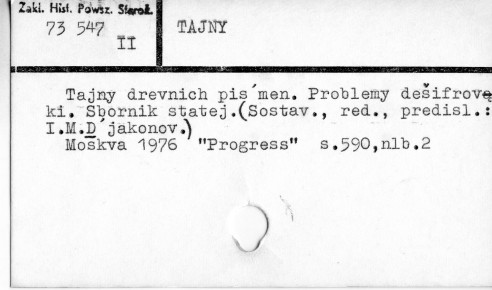 Zakł. Hist. Powsz. Staroż.
73 547
II
TAJNY
Tajny drevnich pis´men. Problemy dešifrovę
ki. Sbornik statej.(Sostav., red., predisl.:
I.M.D´jakonov.)
Moskva 1976 "Progress" s.590,nlb.2